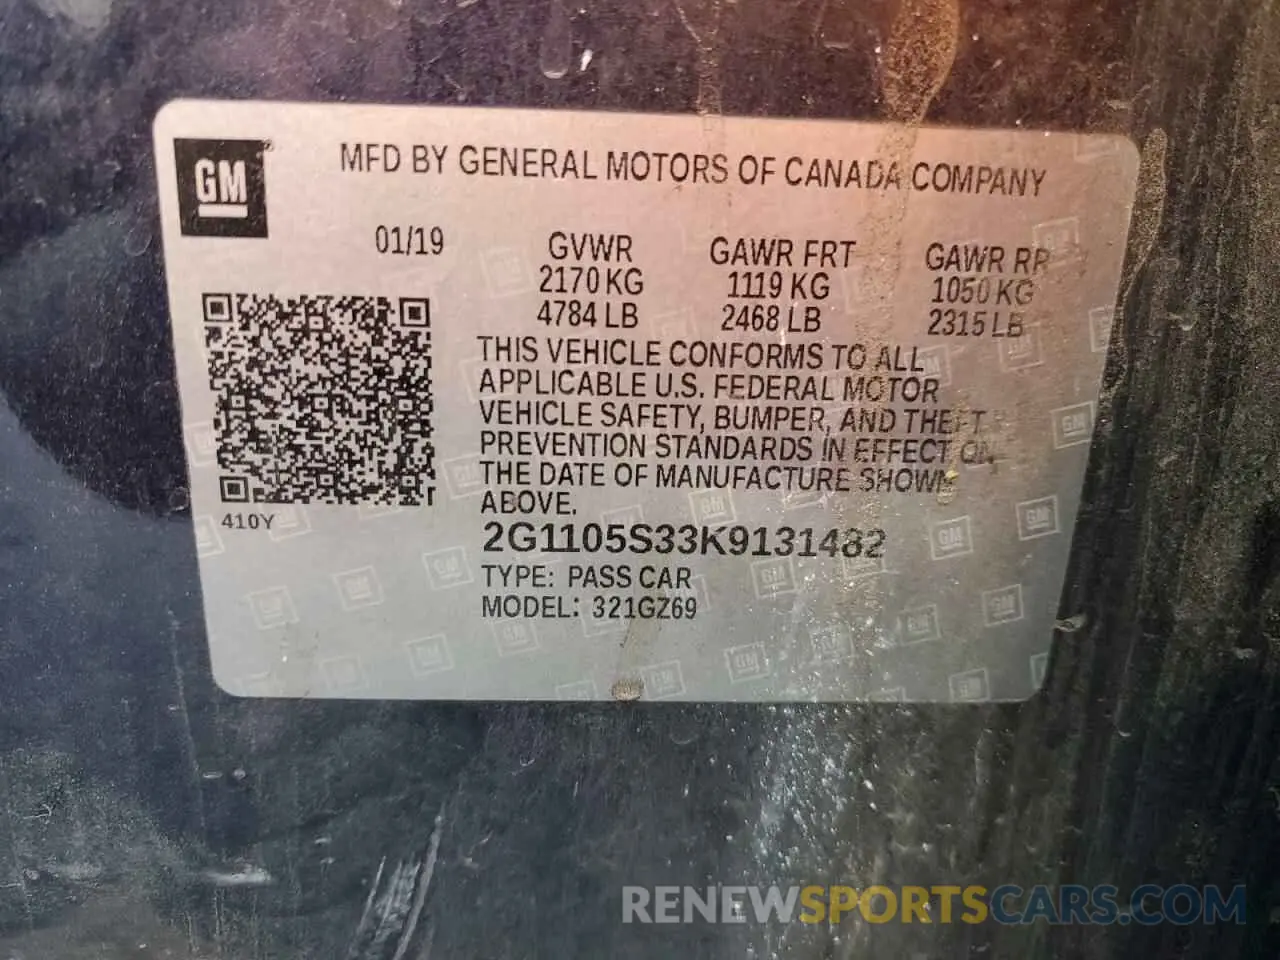 GM
MFD BY GENERAL MOTORS OF CANADA COMPANY
01/19 GVWR GAWR FRT GAWR RR
2170 KG 1119 KG 1050 KG
4784 LB 2468 LB 2315 LB
THIS VEHICLE CONFORMS TO ALL
APPLICABLE U.S. FEDERAL MOTOR
VEHICLE SAFETY, BUMPER, AND THEFT
PREVENTION STANDARDS IN EFFECT ON
THE DATE OF MANUFACTURE SHOWN
ABOVE.
410Y
2G1105S33K9131482
TYPE: PASS CAR
MODEL: 321GZ69
RENEWSPORTSCARS.COM